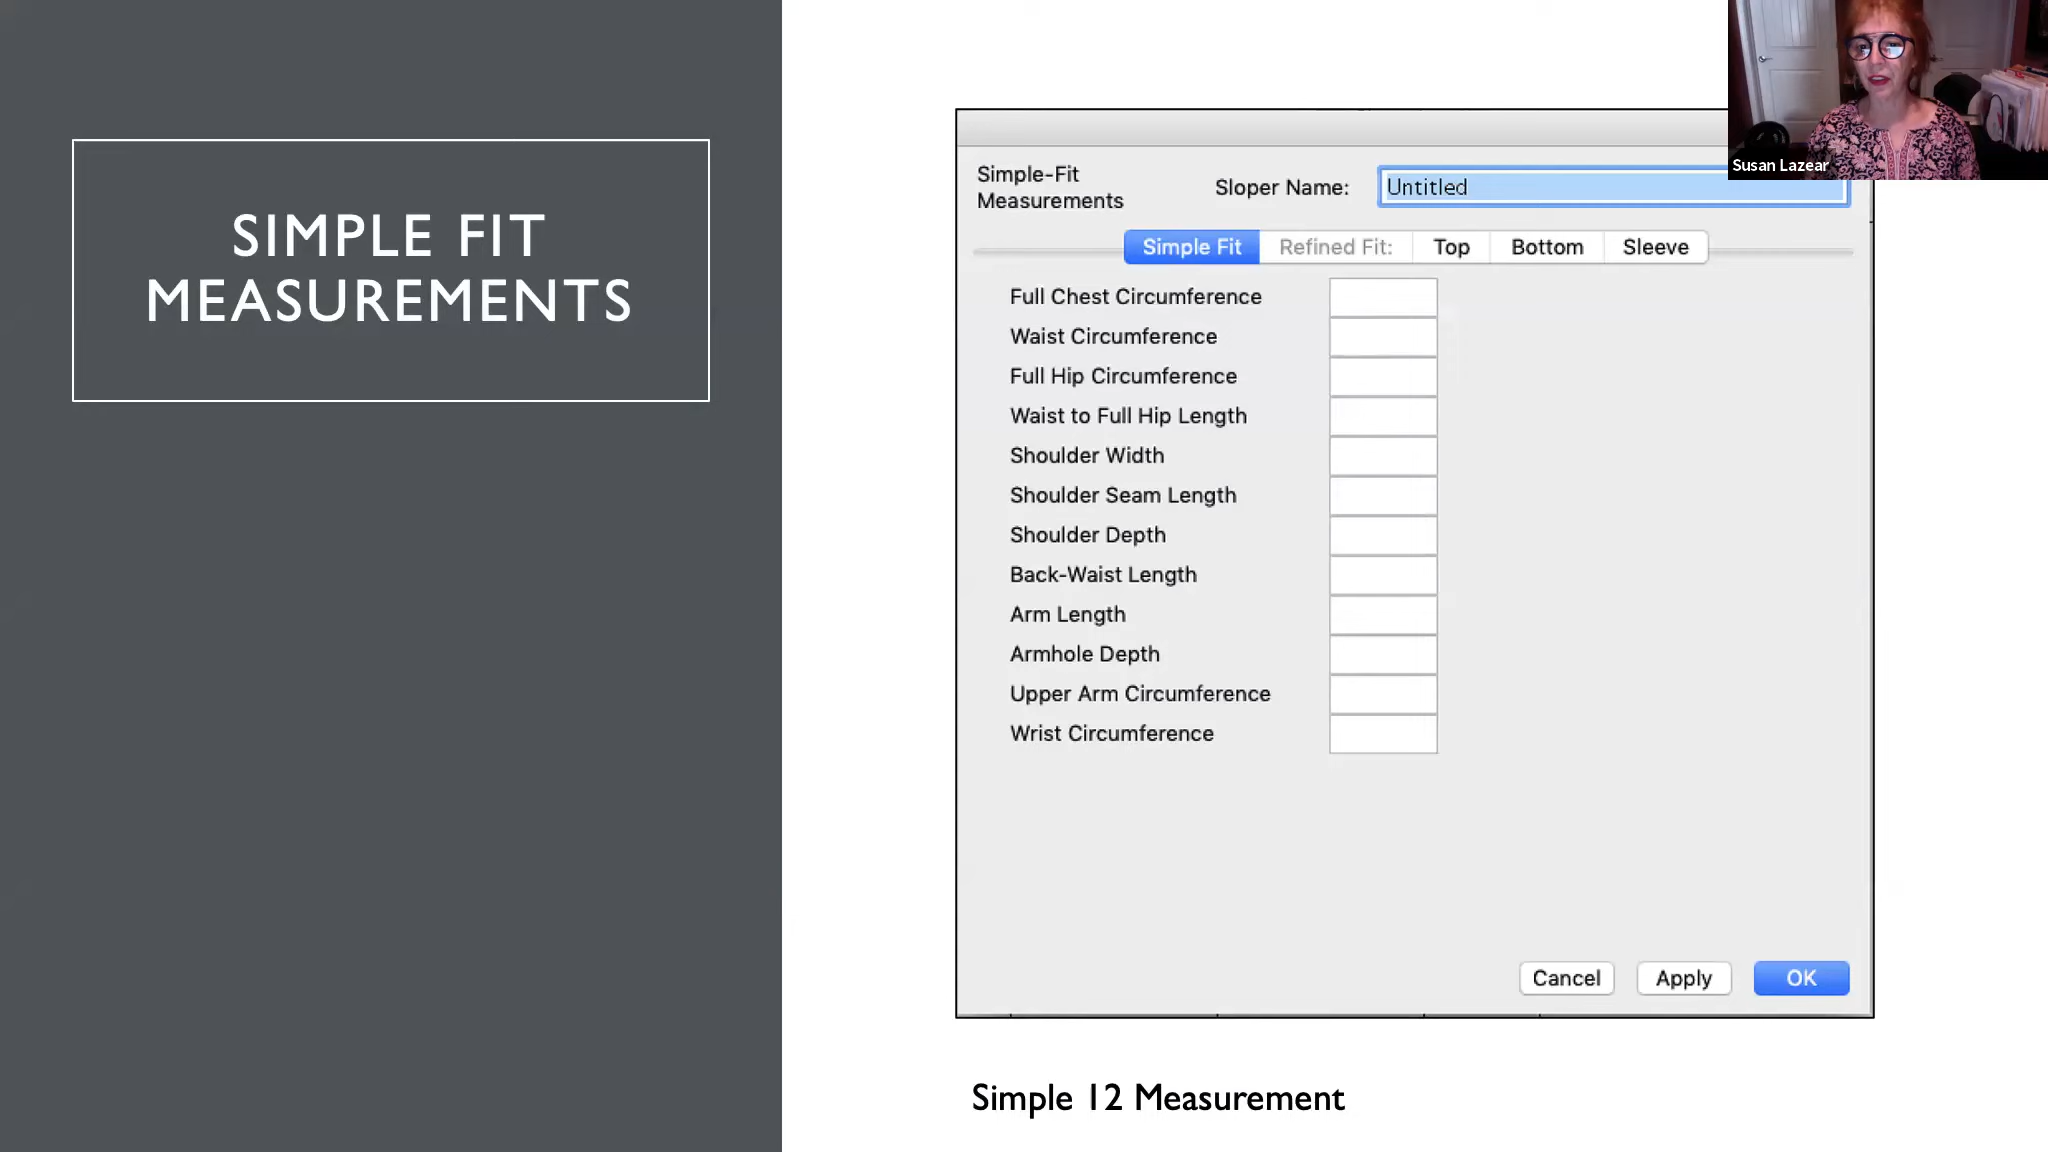 SIMPLE FIT
MEASUREMENTS
Susan Lazear
Simple-Fit
Measurements
Sloper Name:
Untitled
Simple Fit
Refined Fit:
Top
Bottom
Sleeve
Full Chest Circumference
Waist Circumference
Full Hip Circumference
Waist to Full Hip Length
Shoulder Width
Shoulder Seam Length
Shoulder Depth
Back-Waist Length
Arm Length
Armhole Depth
Upper Arm Circumference
Wrist Circumference
Cancel
Apply
OK
Simple 12 Measurement